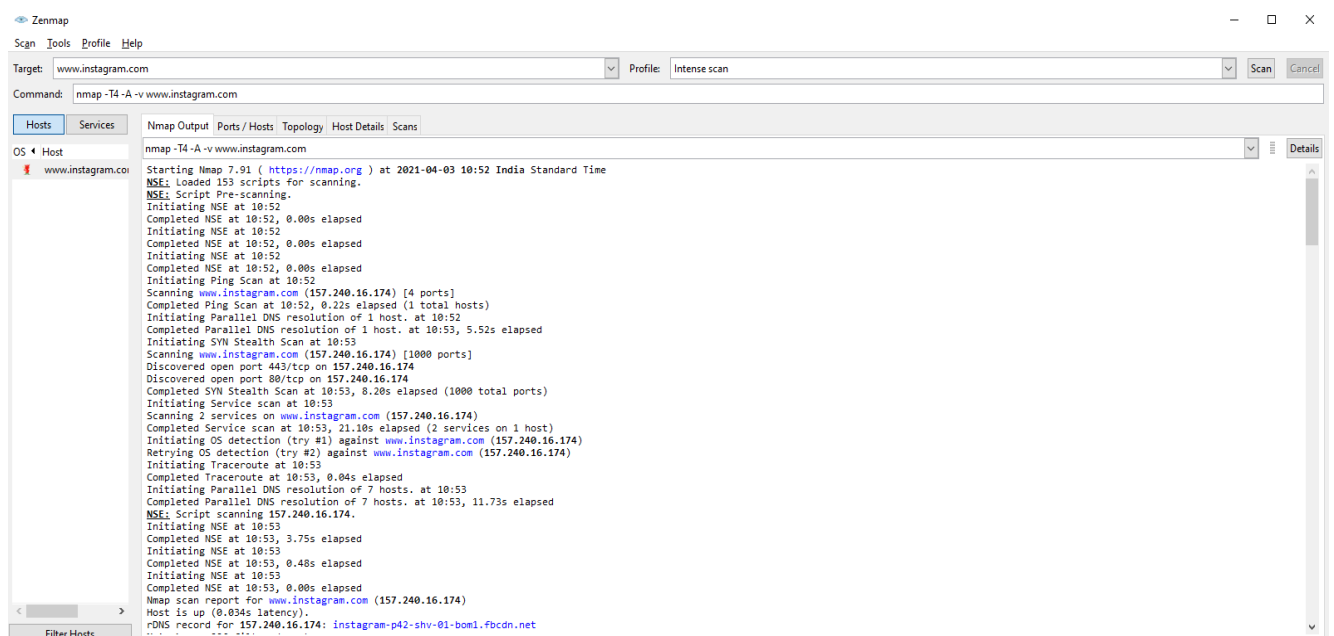 Zenmap
Scan Tools Profile Help
Target: www.instagram.com Profile: Intense scan Scan Cancel
Command: nmap -T4 -A -v www.instagram.com
Hosts Services Nmap Output Ports / Hosts Topology Host Details Scans
OS Host nmap -T4 -A -v www.instagram.com Details
www.instagram.coi
Starting Nmap 7.91 ( https://nmap.org ) at 2021-04-03 10:52 India Standard Time
NSE: Loaded 153 scripts for scanning.
NSE: Script Pre-scanning.
Initiating NSE at 10:52
Completed NSE at 10:52, 0.00s elapsed
Initiating NSE at 10:52
Completed NSE at 10:52, 0.00s elapsed
Initiating NSE at 10:52
Completed NSE at 10:52, 0.00s elapsed
Initiating Ping Scan at 10:52
Scanning www.instagram.com (157.240.16.174) [4 ports]
Completed Ping Scan at 10:52, 0.22s elapsed (1 total hosts)
Initiating Parallel DNS resolution of 1 host. at 10:52
Completed Parallel DNS resolution of 1 host. at 10:53, 5.52s elapsed
Initiating SYN Stealth Scan at 10:53
Scanning www.instagram.com (157.240.16.174) [1000 ports]
Discovered open port 443/tcp on 157.240.16.174
Discovered open port 80/tcp on 157.240.16.174
Completed SYN Stealth Scan at 10:53, 8.20s elapsed (1000 total ports)
Initiating Service scan at 10:53
Scanning 2 services on www.instagram.com (157.240.16.174)
Completed Service scan at 10:53, 21.10s elapsed (2 services on 1 host)
Initiating OS detection (try #1) against www.instagram.com (157.240.16.174)
Retrying OS detection (try #2) against www.instagram.com (157.240.16.174)
Initiating Traceroute at 10:53
Completed Traceroute at 10:53, 0.04s elapsed
Initiating Parallel DNS resolution of 7 hosts. at 10:53
Completed Parallel DNS resolution of 7 hosts. at 10:53, 11.73s elapsed
NSE: Script scanning 157.240.16.174.
Initiating NSE at 10:53
Completed NSE at 10:53, 3.75s elapsed
Initiating NSE at 10:53
Completed NSE at 10:53, 0.48s elapsed
Initiating NSE at 10:53
Completed NSE at 10:53, 0.00s elapsed
Nmap scan report for www.instagram.com (157.240.16.174)
Host is up (0.034s latency).
rDNS record for 157.240.16.174: instagram-p42-shv-01-bom1.fbcdn.net
Filter Hosts